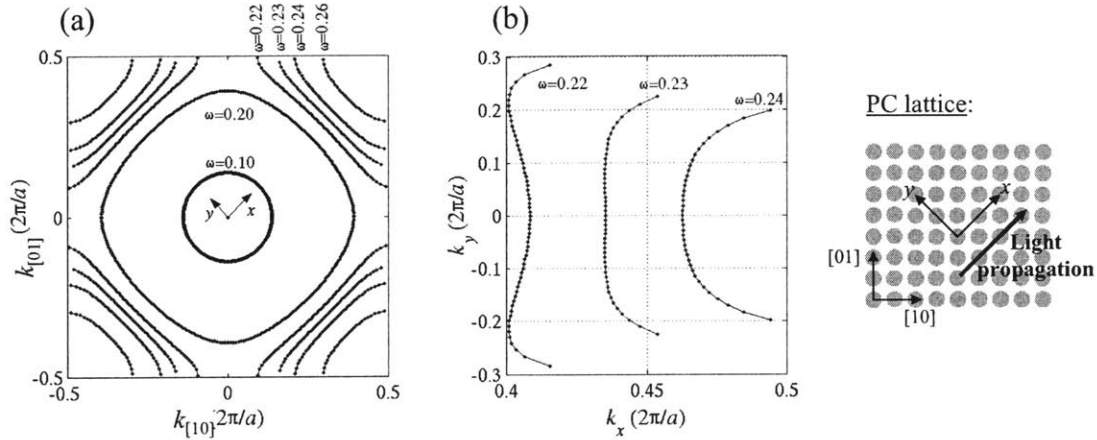 (a)
ω=0.22
ω=0.23
ω=0.24
ω=0.26
0.5
0
-0.5
-0.5
0
0.5
k[01](2π/a)
k[10](2π/a)
ω=0.20
ω=0.10
y
x
(b)
0.3
0.2
0.1
0
-0.1
-0.2
-0.3
0.4
0.45
0.5
k_y(2π/a)
k_x(2π/a)
ω=0.22
ω=0.23
ω=0.24
PC lattice:
y
x
Light
propagation
[01]
[10]